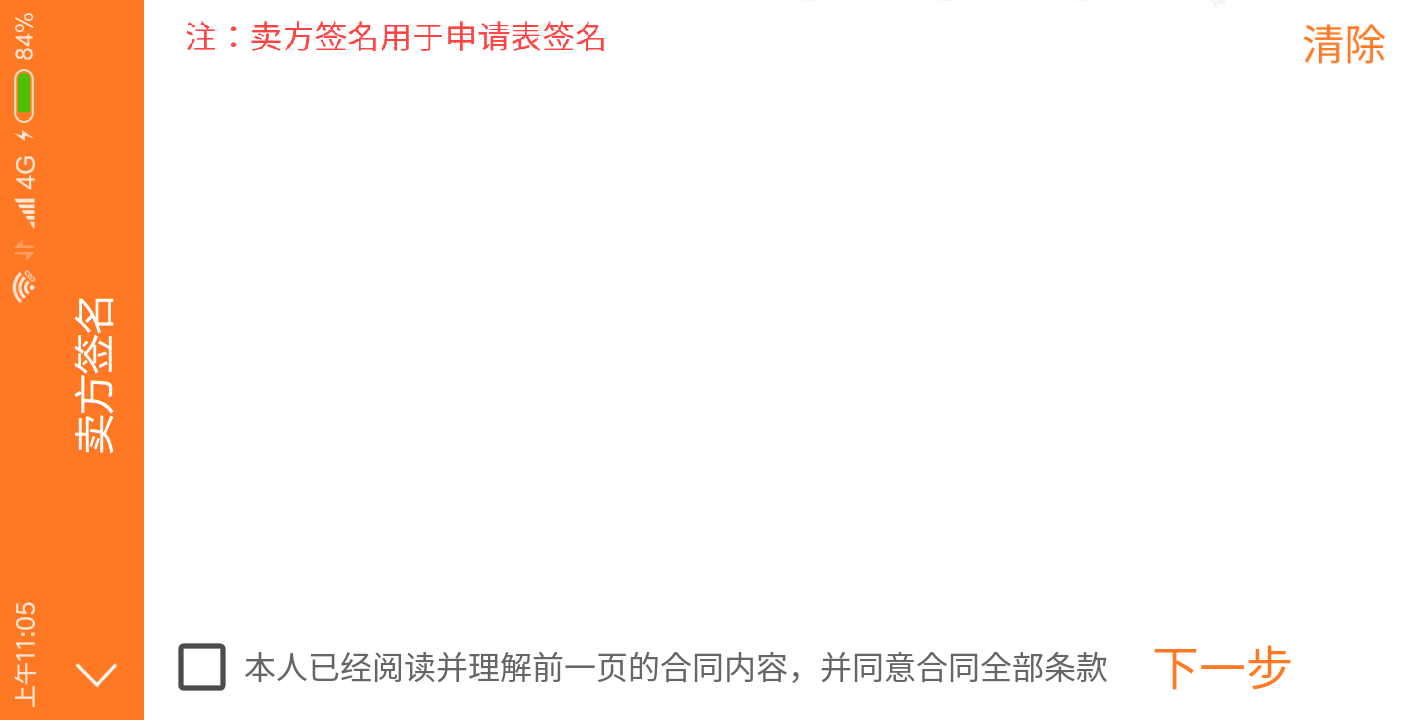 上午11:05
4G
84%
卖方签名
注：卖方签名用于申请表签名
清除
本人已经阅读并理解前一页的合同内容，并同意合同全部条款
下一步